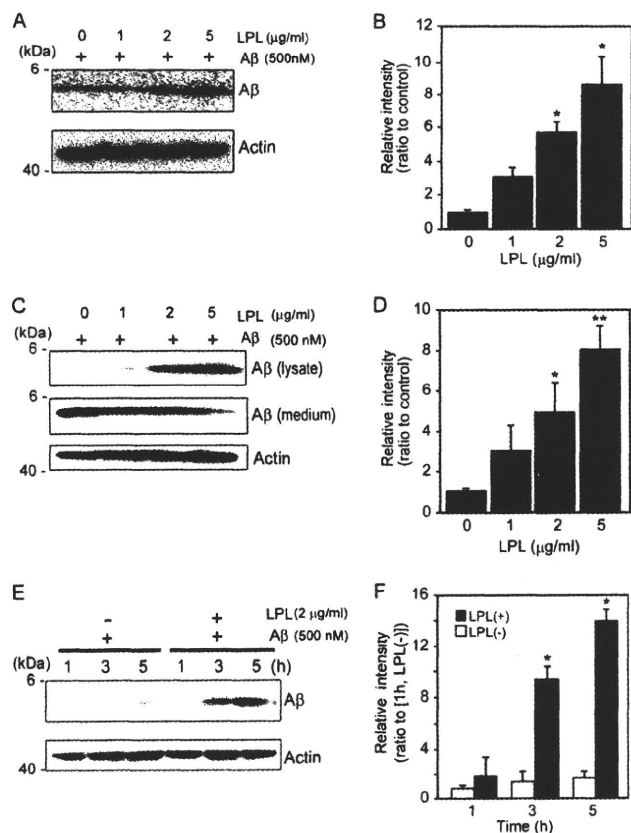 A
0 1 2 5 LPL (μg/ml)
(kDa) + + + + Aβ (500nM)
6 -
Aβ
Actin
40 -
B
Relative intensity
(ratio to control)
12
10
8
6
4
2
0
*
*
0 1 2 5
LPL (μg/ml)
C
0 1 2 5 LPL (μg/ml)
(kDa) + + + + Aβ (500 nM)
6 -
Aβ (lysate)
6 -
Aβ (medium)
Actin
40 -
D
Relative intensity
(ratio to control)
10
8
6
4
2
0
*
**
0 1 2 5
LPL (μg/ml)
E
- + LPL(2 μg/ml)
+ + Aβ (500 nM)
(kDa) 1 3 5 1 3 5 (h)
6 -
Aβ
Actin
40 -
F
Relative intensity
(ratio to [1h, LPL(-)])
16
12
8
4
0
LPL(+)
LPL(-)
*
*
1 3 5
Time (h)